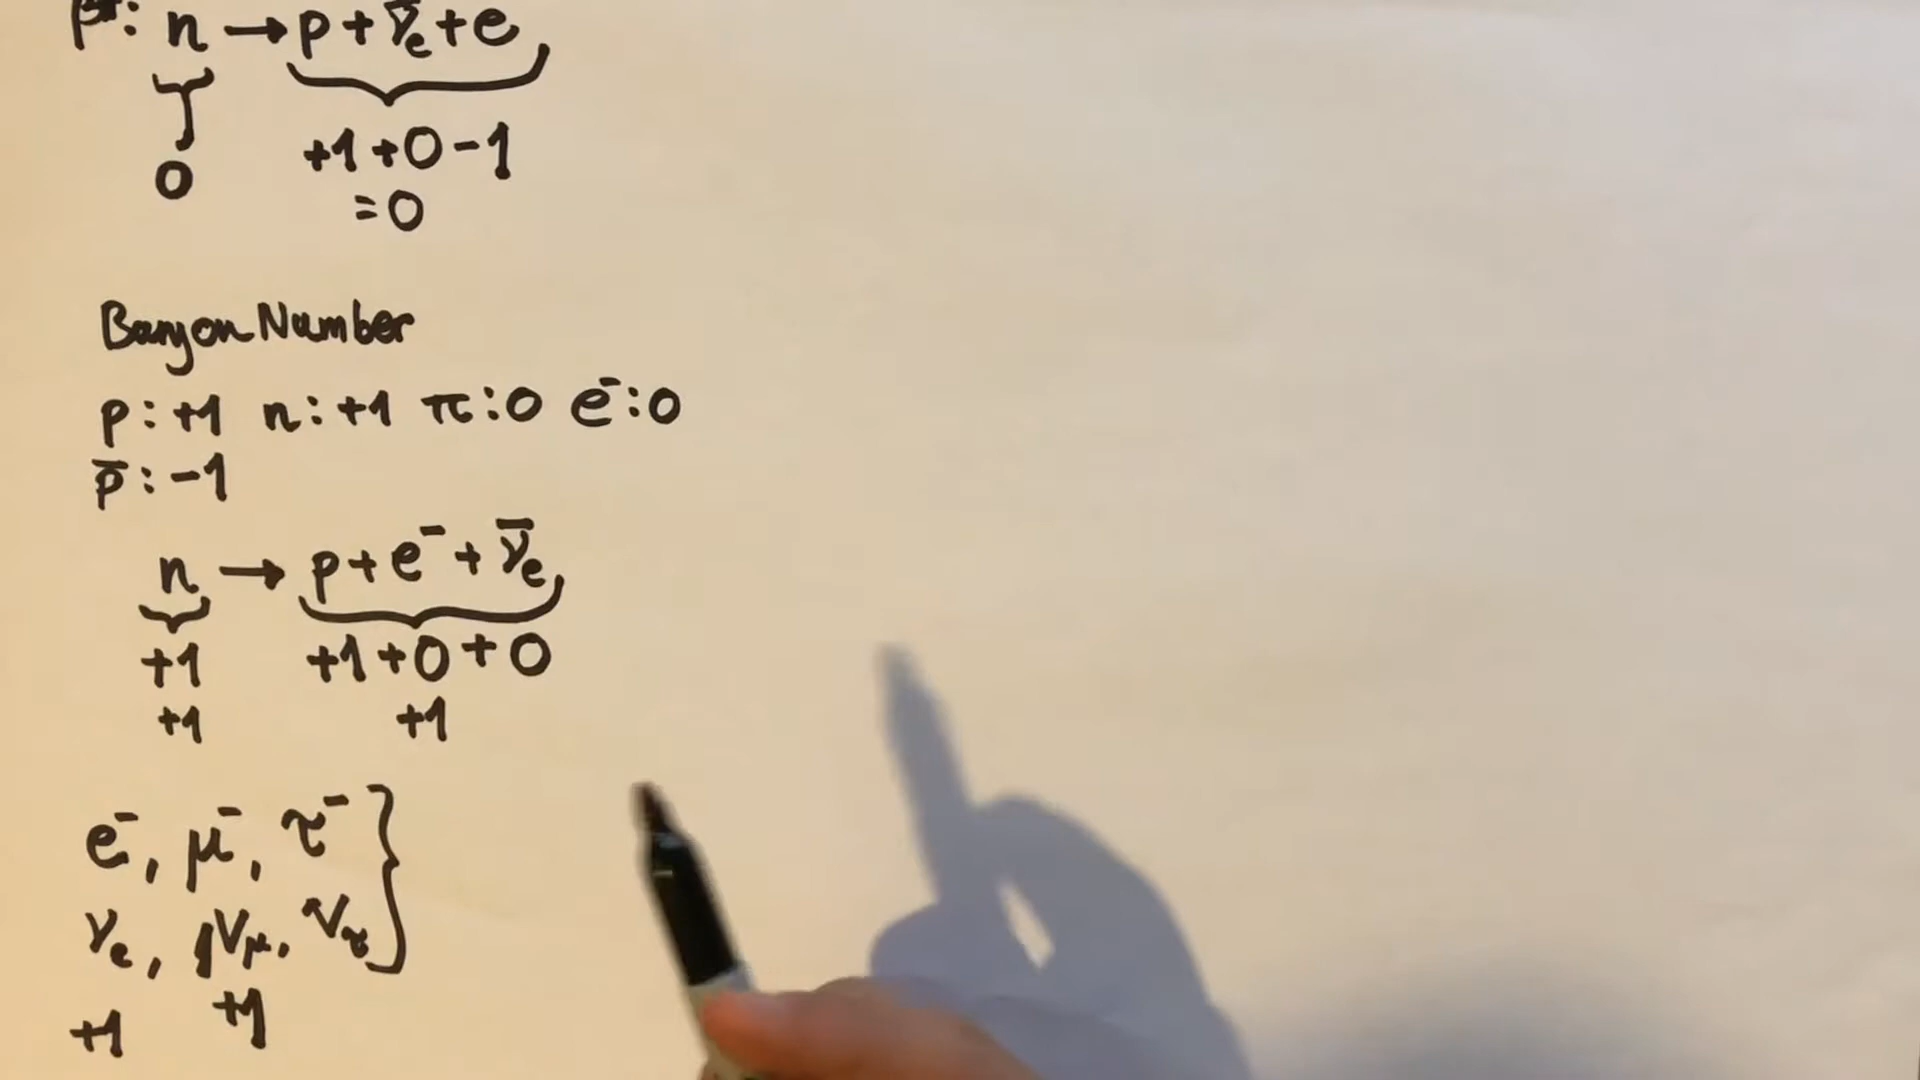 β⁻: n → p + ν̄e + e
0 +1 +0 -1
=0
Baryon Number
p: +1 n: +1 π: 0 e⁻: 0
p̄: -1
n → p + e⁻ + ν̄e
+1 +1 +0 +0
+1 +1
e⁻, μ⁻, τ⁻
νe, νμ, ντ
+1 +1